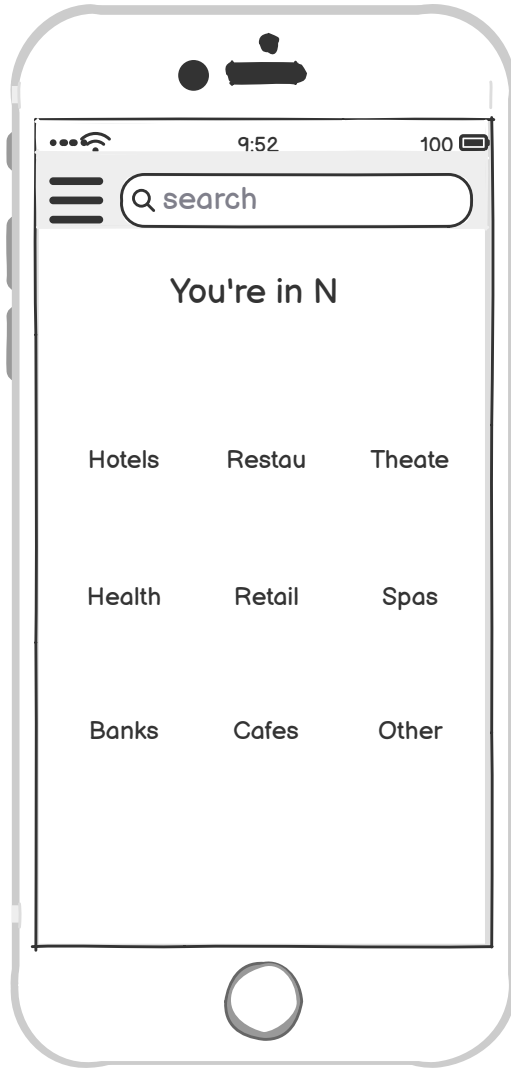 9:52 100
search
You're in N
Hotels Restau Theate
Health Retail Spas
Banks Cafes Other